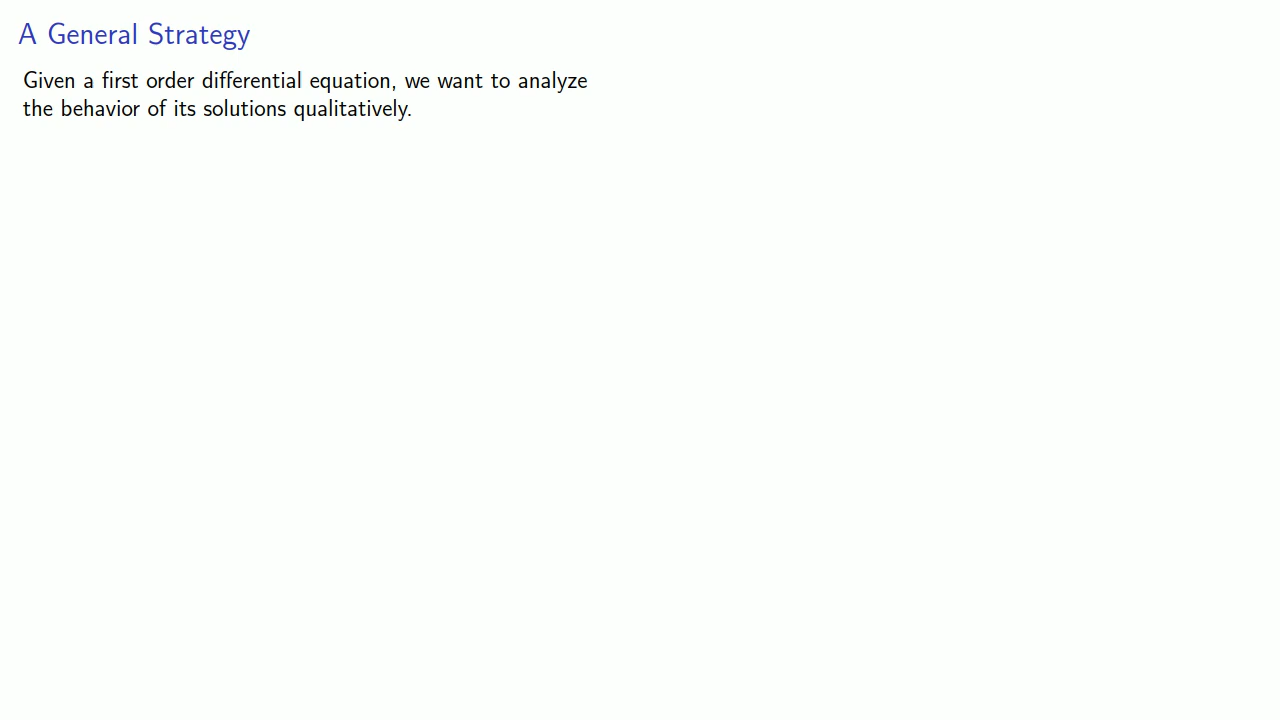 A General Strategy
Given a first order differential equation, we want to analyze
the behavior of its solutions qualitatively.